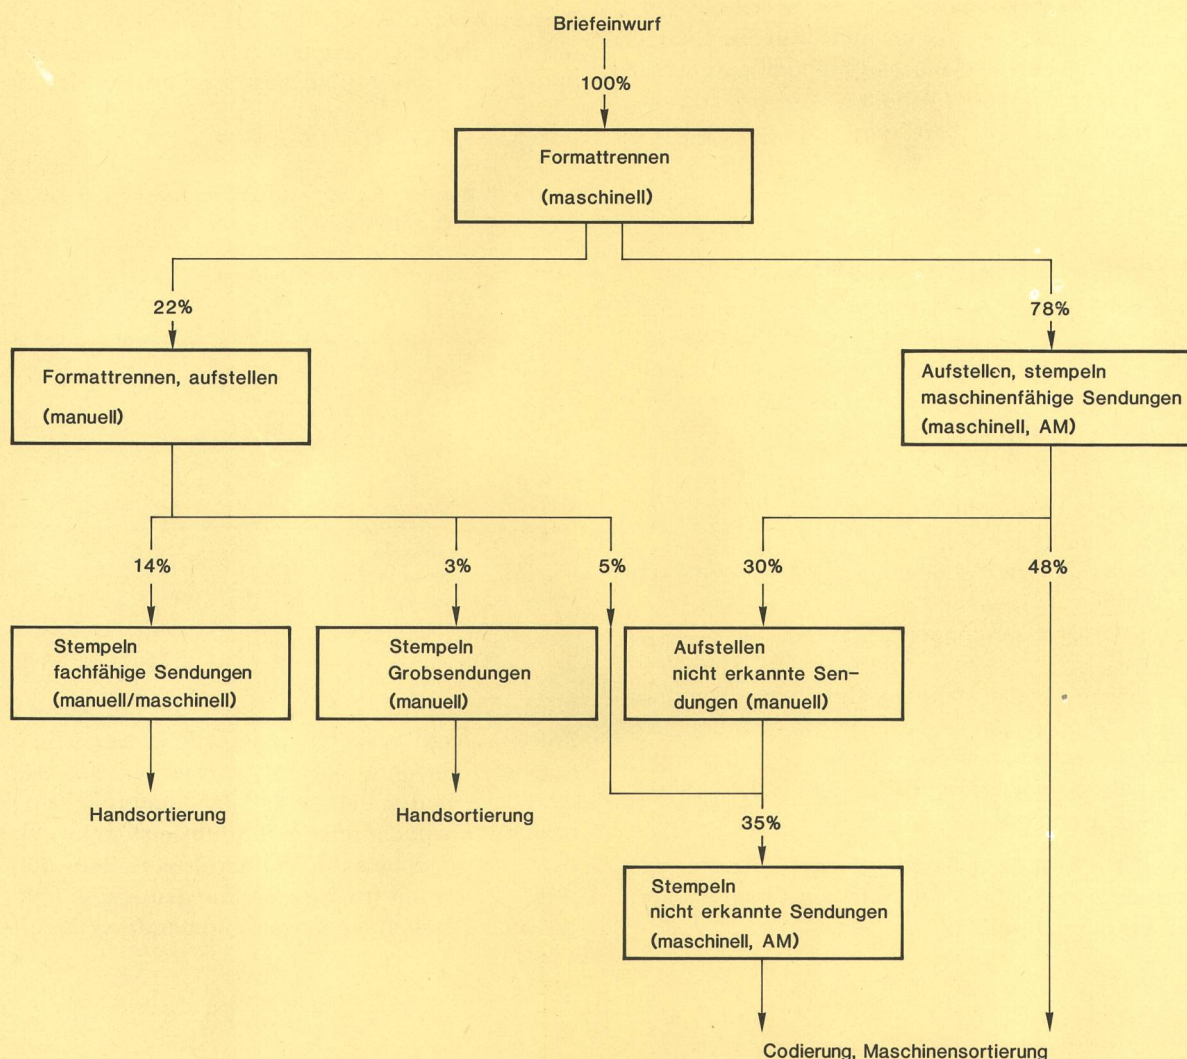 Briefeinwurf
100%
Formattrennen
(maschinell)
22%
78%
Formattrennen, aufstellen
(manuell)
Aufstellen, stempeln
maschinenfähige Sendungen
(maschinell, AM)
14%
3%
5%
30%
48%
Stempeln
fachfähige Sendungen
(manuell/maschinell)
Stempeln
Grobsendungen
(manuell)
Aufstellen
nicht erkannte Sen-
dungen (manuell)
Handsortierung
Handsortierung
35%
Stempeln
nicht erkannte Sendungen
(maschinell, AM)
Codierung, Maschinensortierung